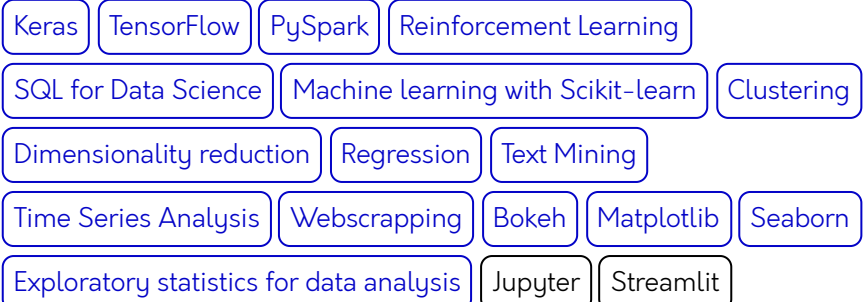 Keras TensorFlow PySpark Reinforcement Learning
SQL for Data Science Machine learning with Scikit-learn Clustering
Dimensionality reduction Regression Text Mining
Time Series Analysis Webscrapping Bokeh Matplotlib Seaborn
Exploratory statistics for data analysis Jupyter Streamlit